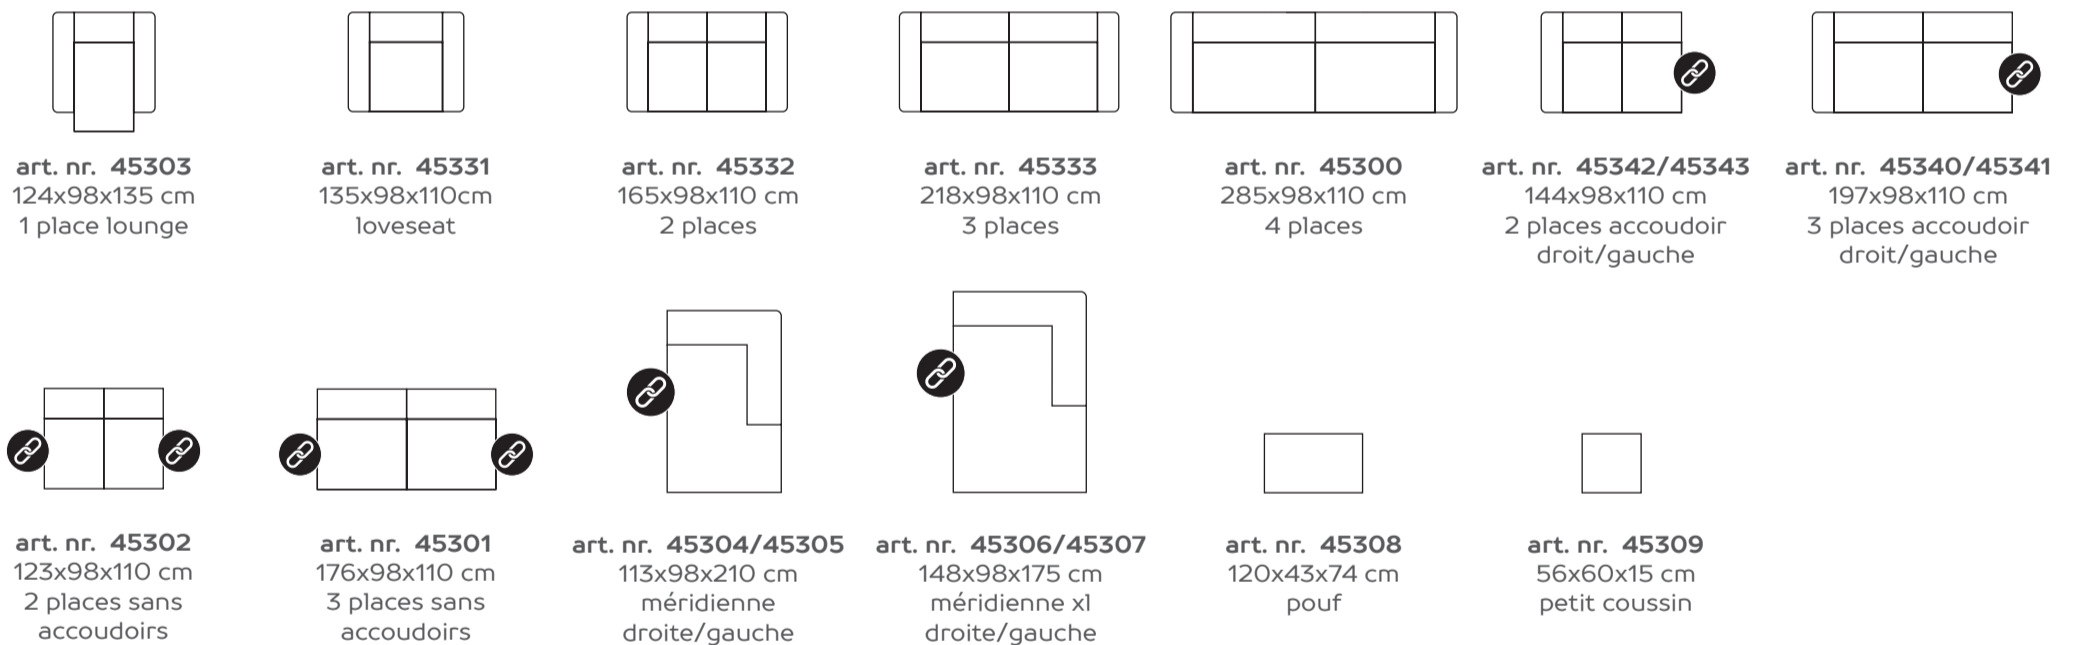 art. nr. 45303
124x98x135 cm
1 place lounge
art. nr. 45331
135x98x110cm
loveseat
art. nr. 45332
165x98x110 cm
2 places
art. nr. 45333
218x98x110 cm
3 places
art. nr. 45300
285x98x110 cm
4 places
art. nr. 45342/45343
144x98x110 cm
2 places accoudoir
droit/gauche
art. nr. 45340/45341
197x98x110 cm
3 places accoudoir
droit/gauche
art. nr. 45302
123x98x110 cm
2 places sans
accoudoirs
art. nr. 45301
176x98x110 cm
3 places sans
accoudoirs
art. nr. 45304/45305
113x98x210 cm
méridienne
droite/gauche
art. nr. 45306/45307
148x98x175 cm
méridienne xl
droite/gauche
art. nr. 45308
120x43x74 cm
pouf
art. nr. 45309
56x60x15 cm
petit coussin